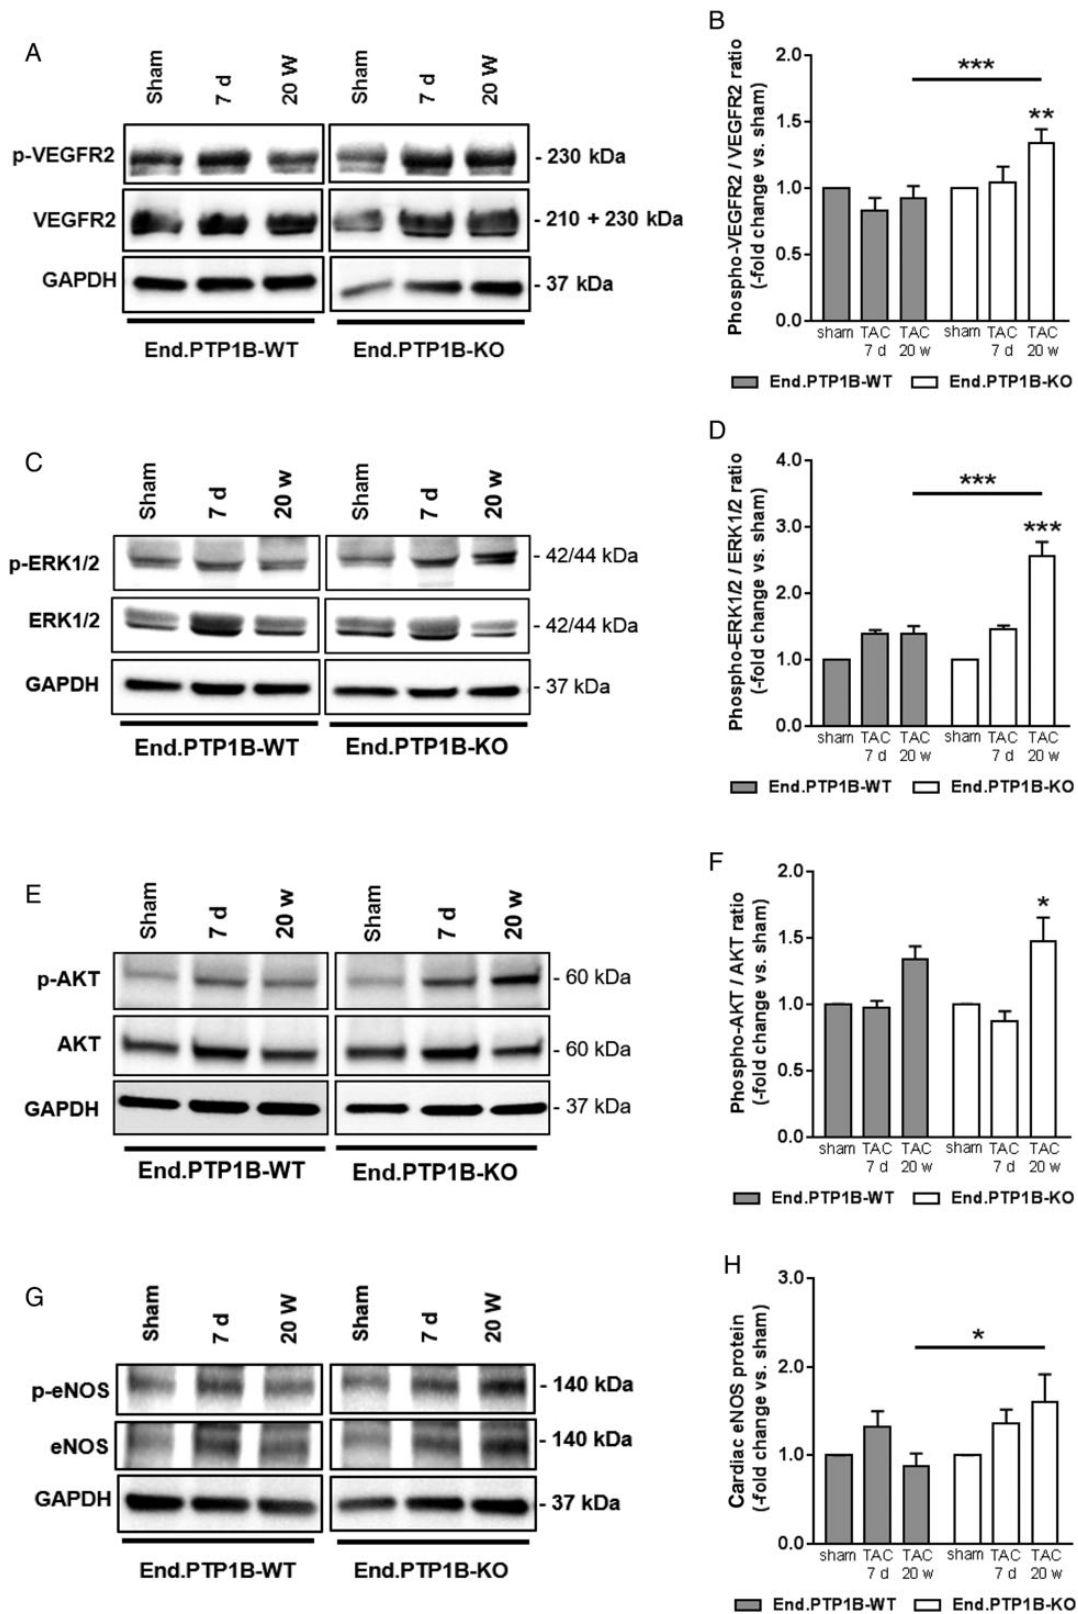 A
Sham
7 d
20 W
Sham
7 d
20 W
p-VEGFR2
- 230 kDa
VEGFR2
- 210 + 230 kDa
GAPDH
- 37 kDa
End.PTP1B-WT
End.PTP1B-KO
B
Phospho-VEGFR2 / VEGFR2 ratio
(-fold change vs. sham)
2.0
1.5
1.0
0.5
0.0
***
**
sham TAC TAC sham TAC TAC
7 d 20 w 7 d 20 w
End.PTP1B-WT End.PTP1B-KO
C
Sham
7 d
20 w
Sham
7 d
20 w
p-ERK1/2
- 42/44 kDa
ERK1/2
- 42/44 kDa
GAPDH
- 37 kDa
End.PTP1B-WT
End.PTP1B-KO
D
Phospho-ERK1/2 / ERK1/2 ratio
(-fold change vs. sham)
4.0
3.0
2.0
1.0
0.0
***
***
sham TAC TAC sham TAC TAC
7 d 20 w 7 d 20 w
End.PTP1B-WT End.PTP1B-KO
E
Sham
7 d
20 w
Sham
7 d
20 w
p-AKT
- 60 kDa
AKT
- 60 kDa
GAPDH
- 37 kDa
End.PTP1B-WT
End.PTP1B-KO
F
Phospho-AKT / AKT ratio
(-fold change vs. sham)
2.0
1.5
1.0
0.5
0.0
*
sham TAC TAC sham TAC TAC
7 d 20 w 7 d 20 w
End.PTP1B-WT End.PTP1B-KO
G
Sham
7 d
20 W
Sham
7 d
20 W
p-eNOS
- 140 kDa
eNOS
- 140 kDa
GAPDH
- 37 kDa
End.PTP1B-WT
End.PTP1B-KO
H
Cardiac eNOS protein
(-fold change vs. sham)
3.0
2.0
1.0
0.0
*
sham TAC TAC sham TAC TAC
7 d 20 w 7 d 20 w
End.PTP1B-WT End.PTP1B-KO